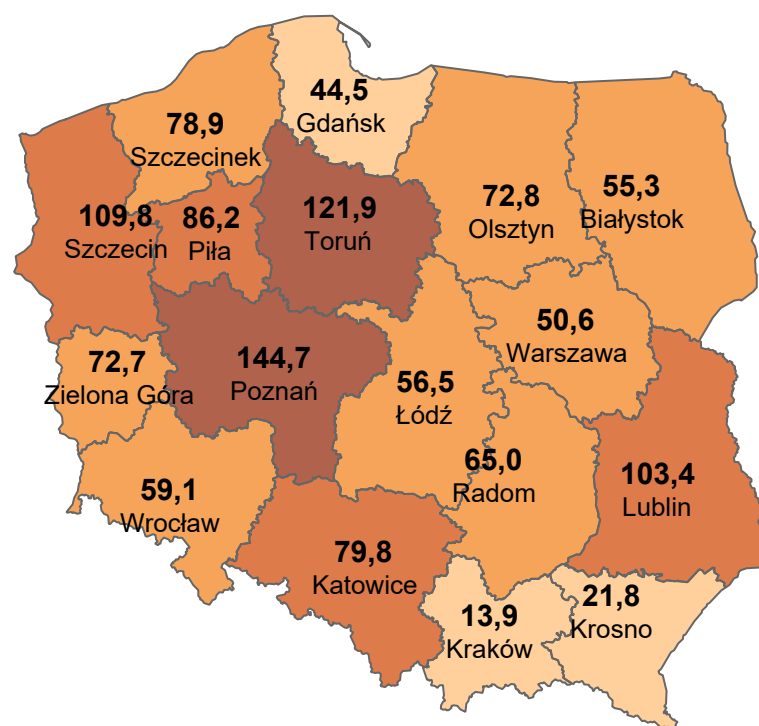 44,5
Gdańsk
78,9
Szczecinek
109,8
Szczecin
86,2
Piła
121,9
Toruń
72,8
Olsztyn
55,3
Białystok
50,6
Warszawa
72,7
Zielona Góra
144,7
Poznań
56,5
Łódź
65,0
Radom
103,4
Lublin
59,1
Wrocław
79,8
Katowice
13,9
Kraków
21,8
Krosno